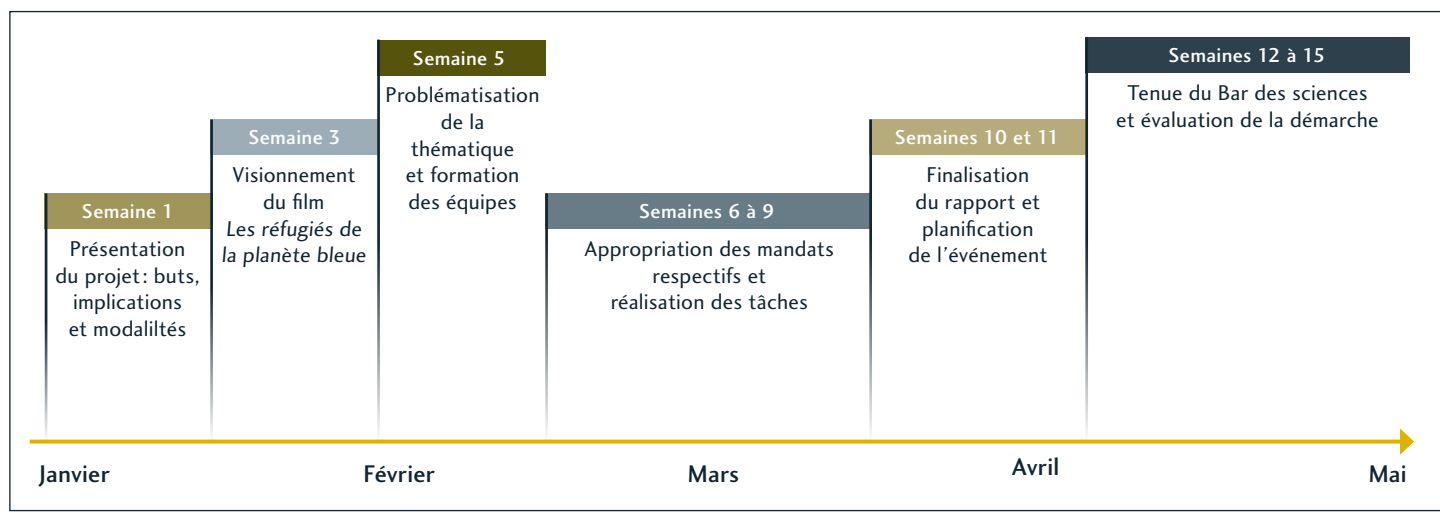 Semaine 1
Présentation
du projet : buts,
implications
et modaliltés
Semaine 3
Visionnement
du film
Les réfugiés de
la planète bleue
Semaine 5
Problématisation
de la
thématique
et formation
des équipes
Semaines 6 à 9
Appropriation des mandats
respectifs et
réalisation des tâches
Semaines 10 et 11
Finalisation
du rapport et
planification
de l’événement
Semaines 12 à 15
Tenue du Bar des sciences
et évaluation de la démarche
Janvier
Février
Mars
Avril
Mai